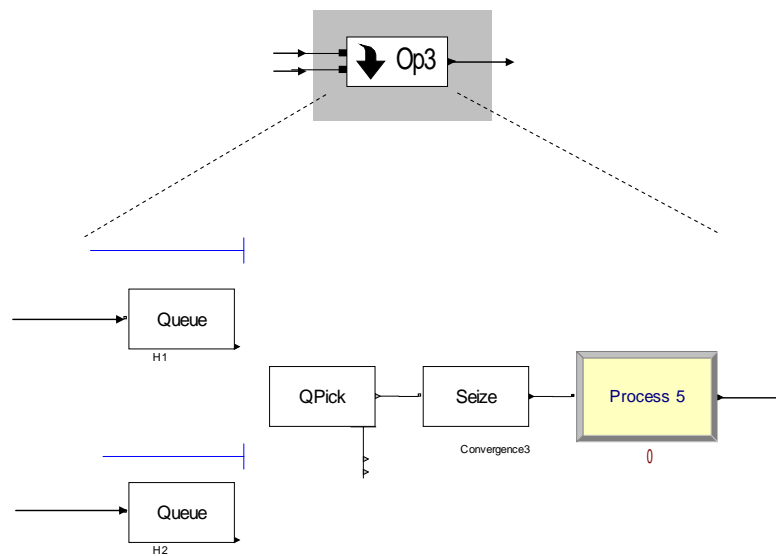 Op3
Queue
H1
QPick
Seize
Process 5
Convergence3
0
Queue
H2